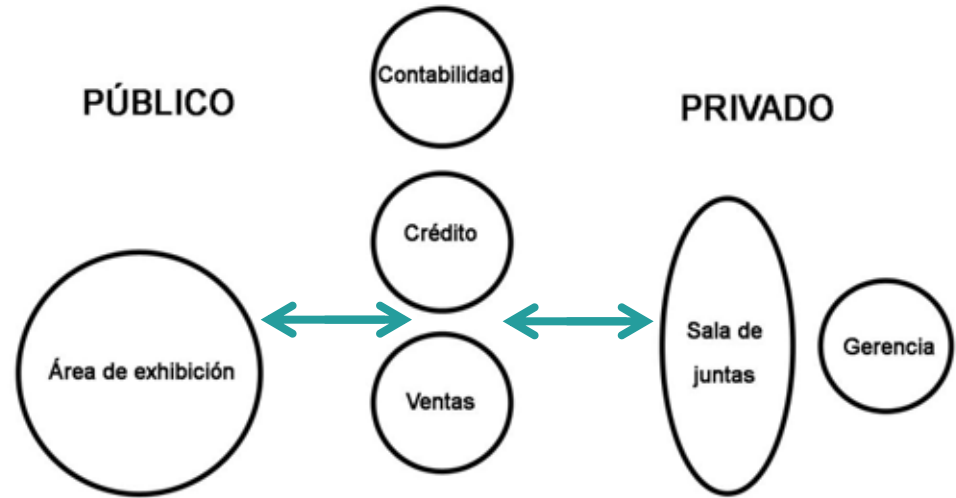 Contabilidad
PÚBLICO
PRIVADO
Crédito
Área de exhibición
Ventas
Sala de
juntas
Gerencia